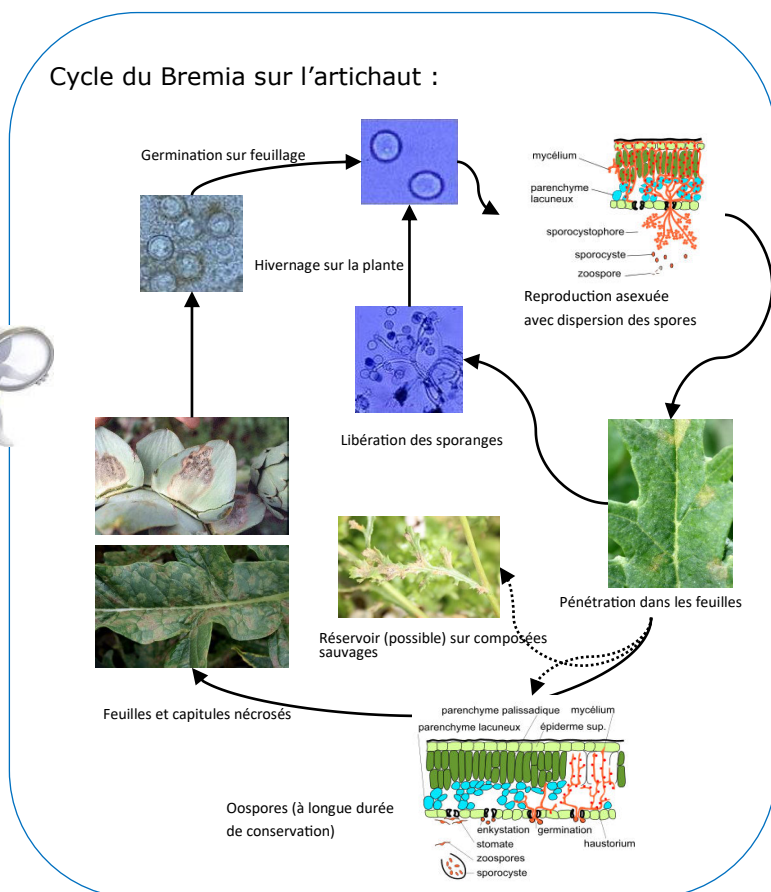 Cycle du Bremia sur l'artichaut :
Germination sur feuillage
mycélium
parenchyme
lacuneux
sporocystophore
sporocyste
zoospore
Hivernage sur la plante
Reproduction asexuée
avec dispersion des spores
Libération des sporanges
Pénétration dans les feuilles
Réservoir (possible) sur composées
sauvages
Feuilles et capitules nécrosés
parenchyme palissadique
mycélium
parenchyme lacuneux
épiderme sup.
Oospores (à longue durée
de conservation)
enkystation
germination
stomate
haustorium
zoospores
sporocyste